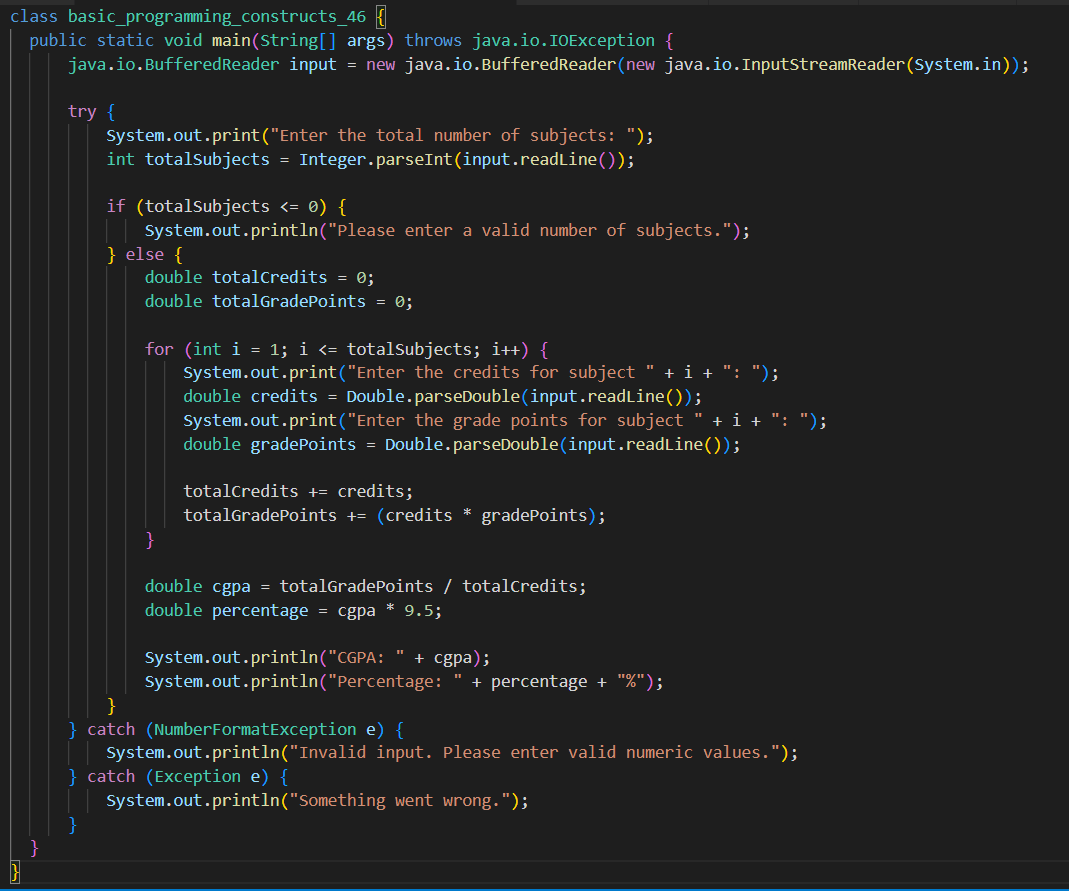 class basic_programming_constructs_46 {
public static void main(String[] args) throws java.io.IOException {
java.io.BufferedReader input = new java.io.BufferedReader(new java.io.InputStreamReader(System.in));
try {
System.out.print("Enter the total number of subjects: ");
int totalSubjects = Integer.parseInt(input.readLine());
if (totalSubjects <= 0) {
System.out.println("Please enter a valid number of subjects.");
} else {
double totalCredits = 0;
double totalGradePoints = 0;
for (int i = 1; i <= totalSubjects; i++) {
System.out.print("Enter the credits for subject " + i + ": ");
double credits = Double.parseDouble(input.readLine());
System.out.print("Enter the grade points for subject " + i + ": ");
double gradePoints = Double.parseDouble(input.readLine());
totalCredits += credits;
totalGradePoints += (credits * gradePoints);
}
double cgpa = totalGradePoints / totalCredits;
double percentage = cgpa * 9.5;
System.out.println("CGPA: " + cgpa);
System.out.println("Percentage: " + percentage + "%");
}
} catch (NumberFormatException e) {
System.out.println("Invalid input. Please enter valid numeric values.");
} catch (Exception e) {
System.out.println("Something went wrong.");
}
}
}